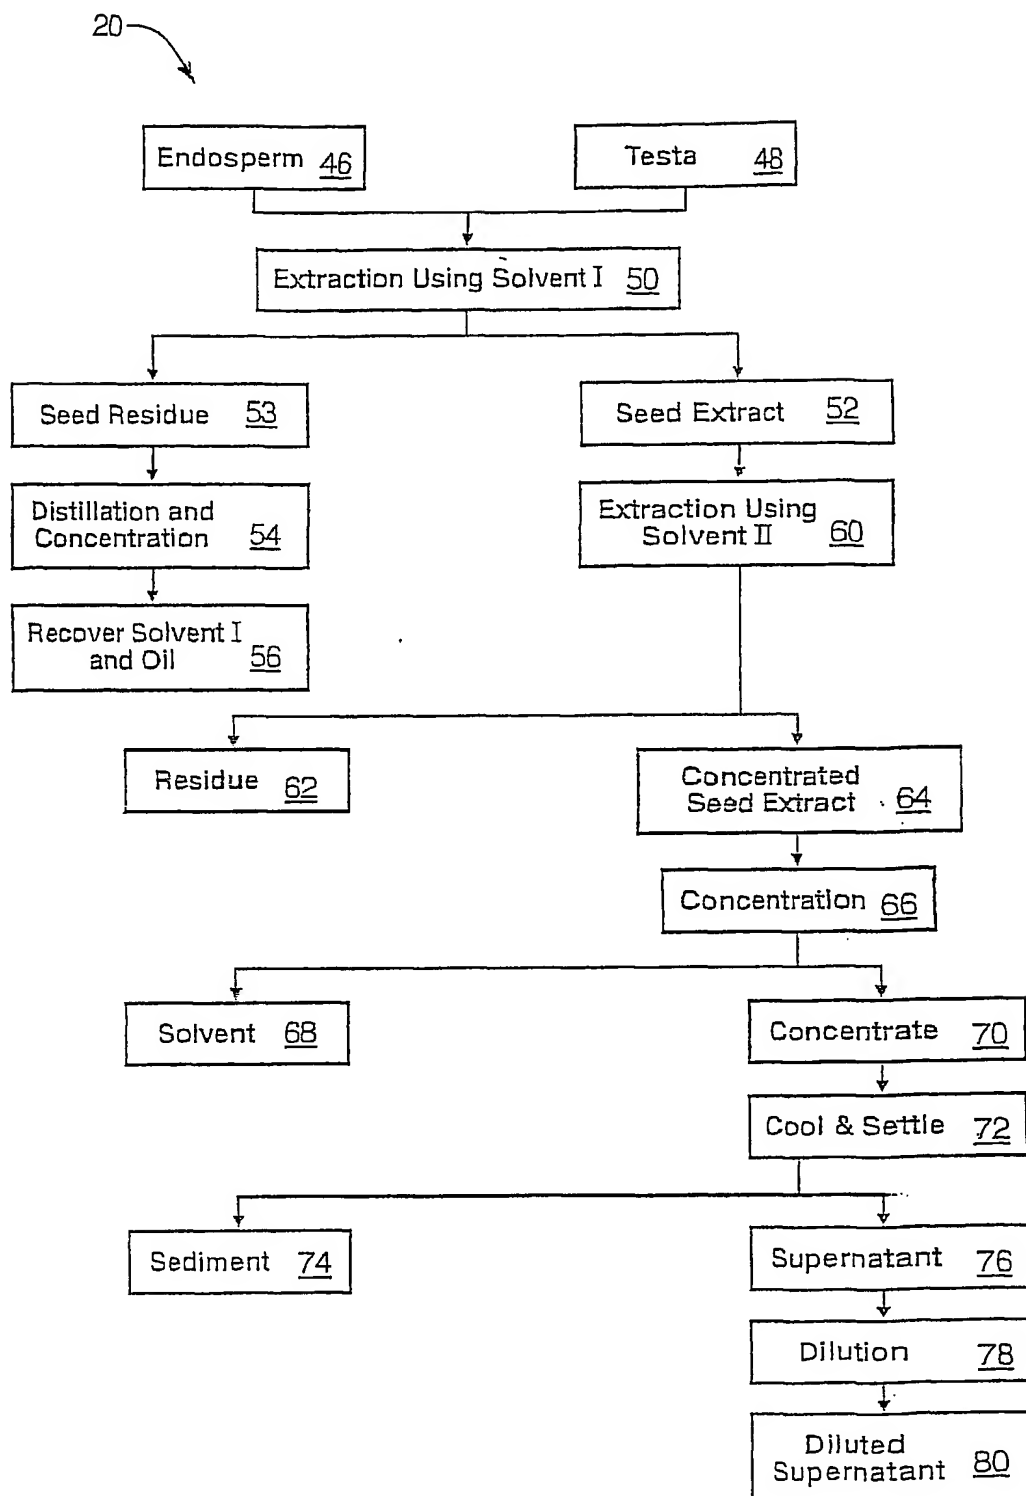 20
Endosperm 46
Testa 48
Extraction Using Solvent I 50
Seed Residue 53
Seed Extract 52
Distillation and
Concentration 54
Extraction Using
Solvent II 60
Recover Solvent I
and Oil 56
Residue 62
Concentrated
Seed Extract 64
Concentration 66
Solvent 68
Concentrate 70
Cool & Settle 72
Sediment 74
Supernatant 76
Dilution 78
Diluted
Supernatant 80